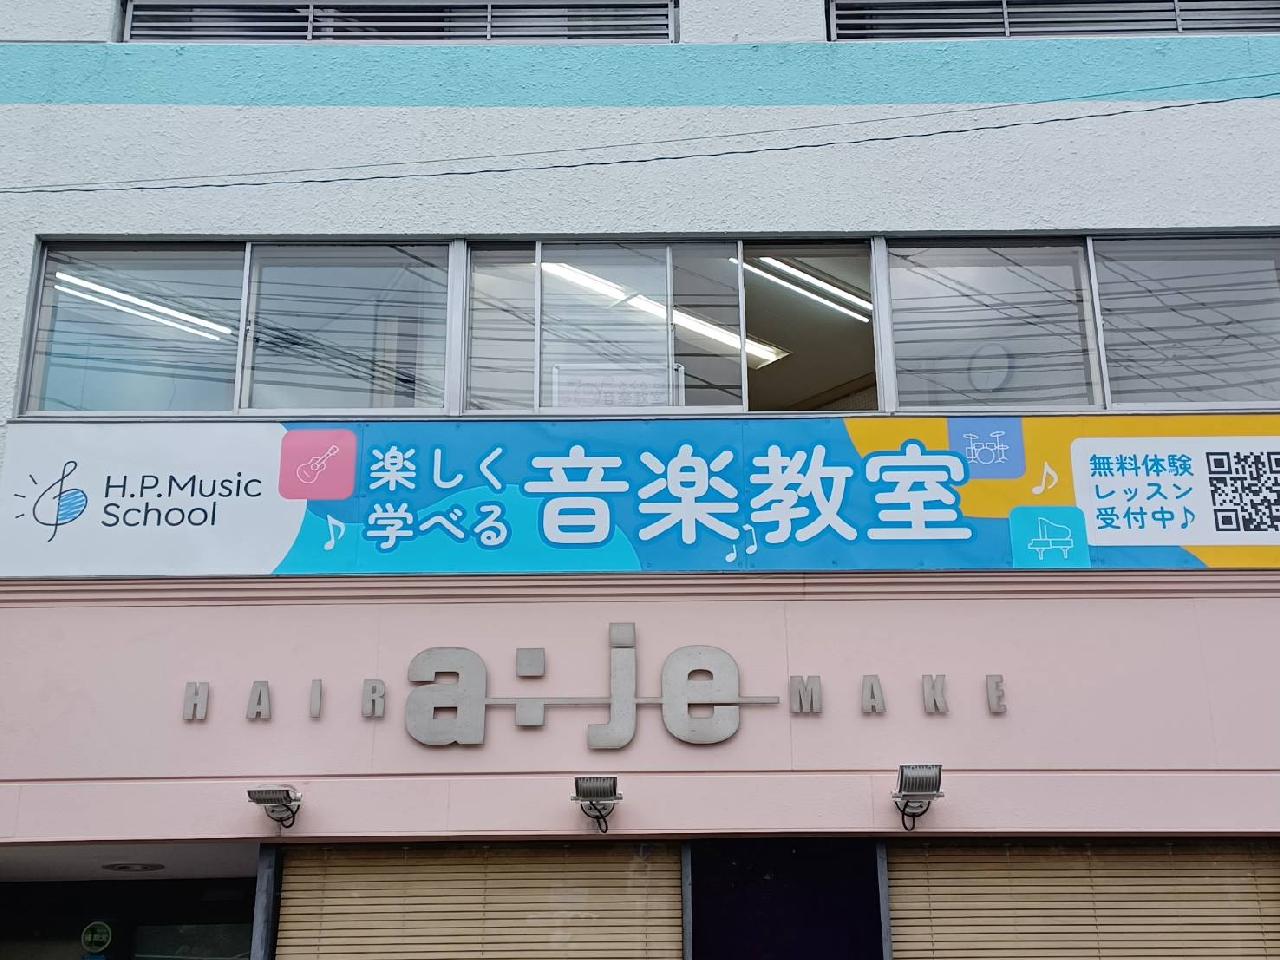 H.P.Music
School
楽しく
学べる
音楽教室
無料体験
レッスン
受付中♪
HAIR a:je MAKE